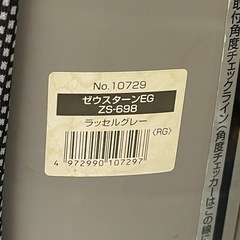 No.10729
ゼウスターンEG
ZS-698
ラッセルグレー
〈RG〉
4 972990 107297
取付角度チェックライン(角度チェッカーはこの線に